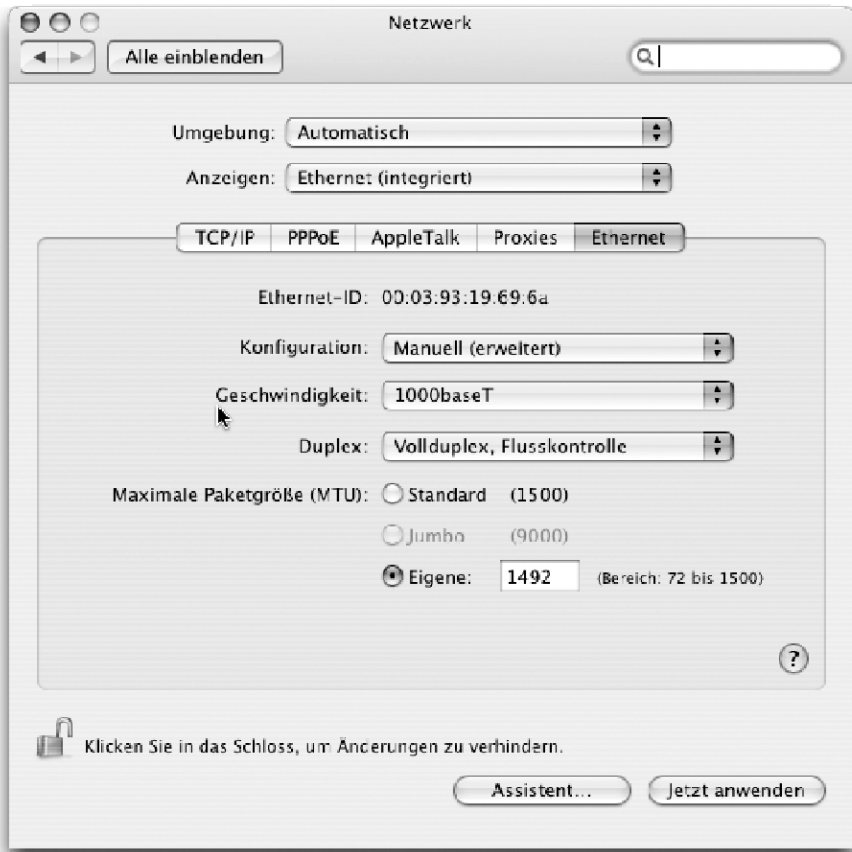 Netzwerk
Alle einblenden
Umgebung: Automatisch
Anzeigen: Ethernet (integriert)
TCP/IP PPPoE AppleTalk Proxies Ethernet
Ethernet-ID: 00:03:93:19:69:6a
Konfiguration: Manuell (erweitert)
Geschwindigkeit: 1000baseT
Duplex: Vollduplex, Flusskontrolle
Maximale Paketgröße (MTU): Standard (1500)
Jumbo (9000)
Eigene: 1492 (Bereich: 72 bis 1500)
?
Klicken Sie in das Schloss, um Änderungen zu verhindern.
Assistent... Jetzt anwenden